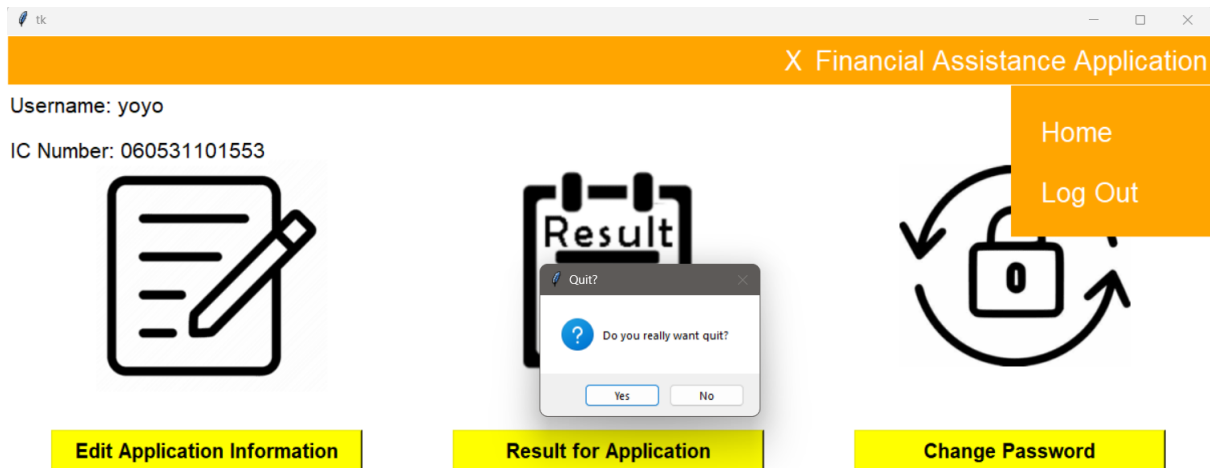 tk
X Financial Assistance Application
Username: yoyo
IC Number: 060531101553
Home
Log Out
Result
Quit?
Do you really want quit?
Yes
No
Edit Application Information
Result for Application
Change Password